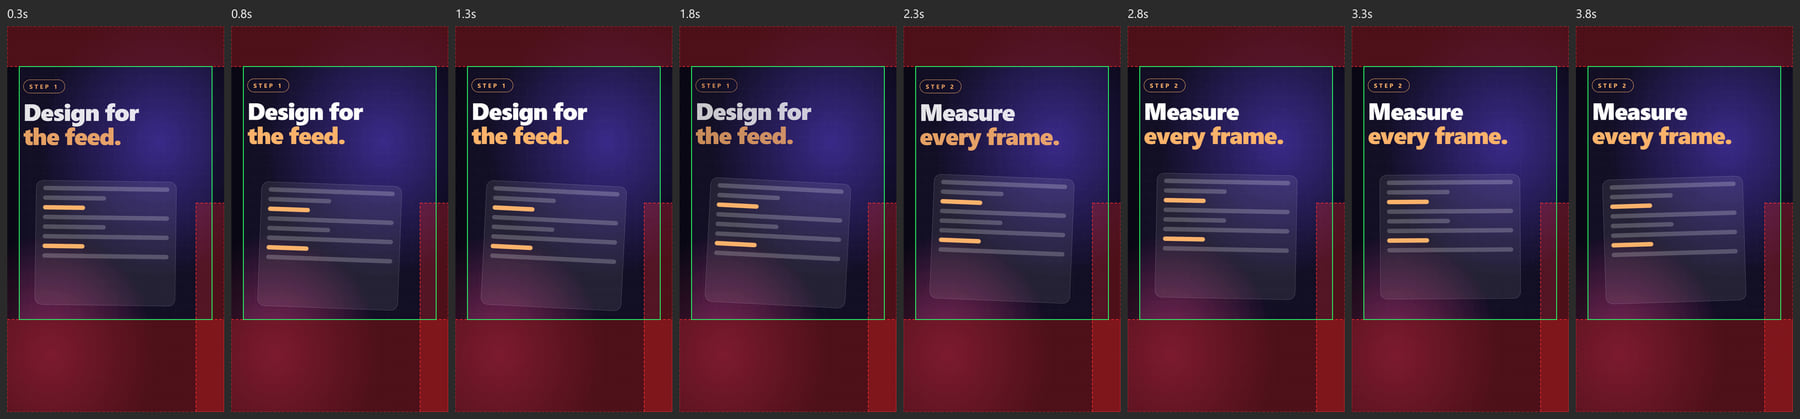 0.3s
0.8s
1.3s
1.8s
2.3s
2.8s
3.3s
3.8s
STEP 1
Design for
the feed.
STEP 1
Design for
the feed.
STEP 1
Design for
the feed.
STEP 1
Design for
the feed.
STEP 2
Measure
every frame.
STEP 2
Measure
every frame.
STEP 2
Measure
every frame.
STEP 2
Measure
every frame.